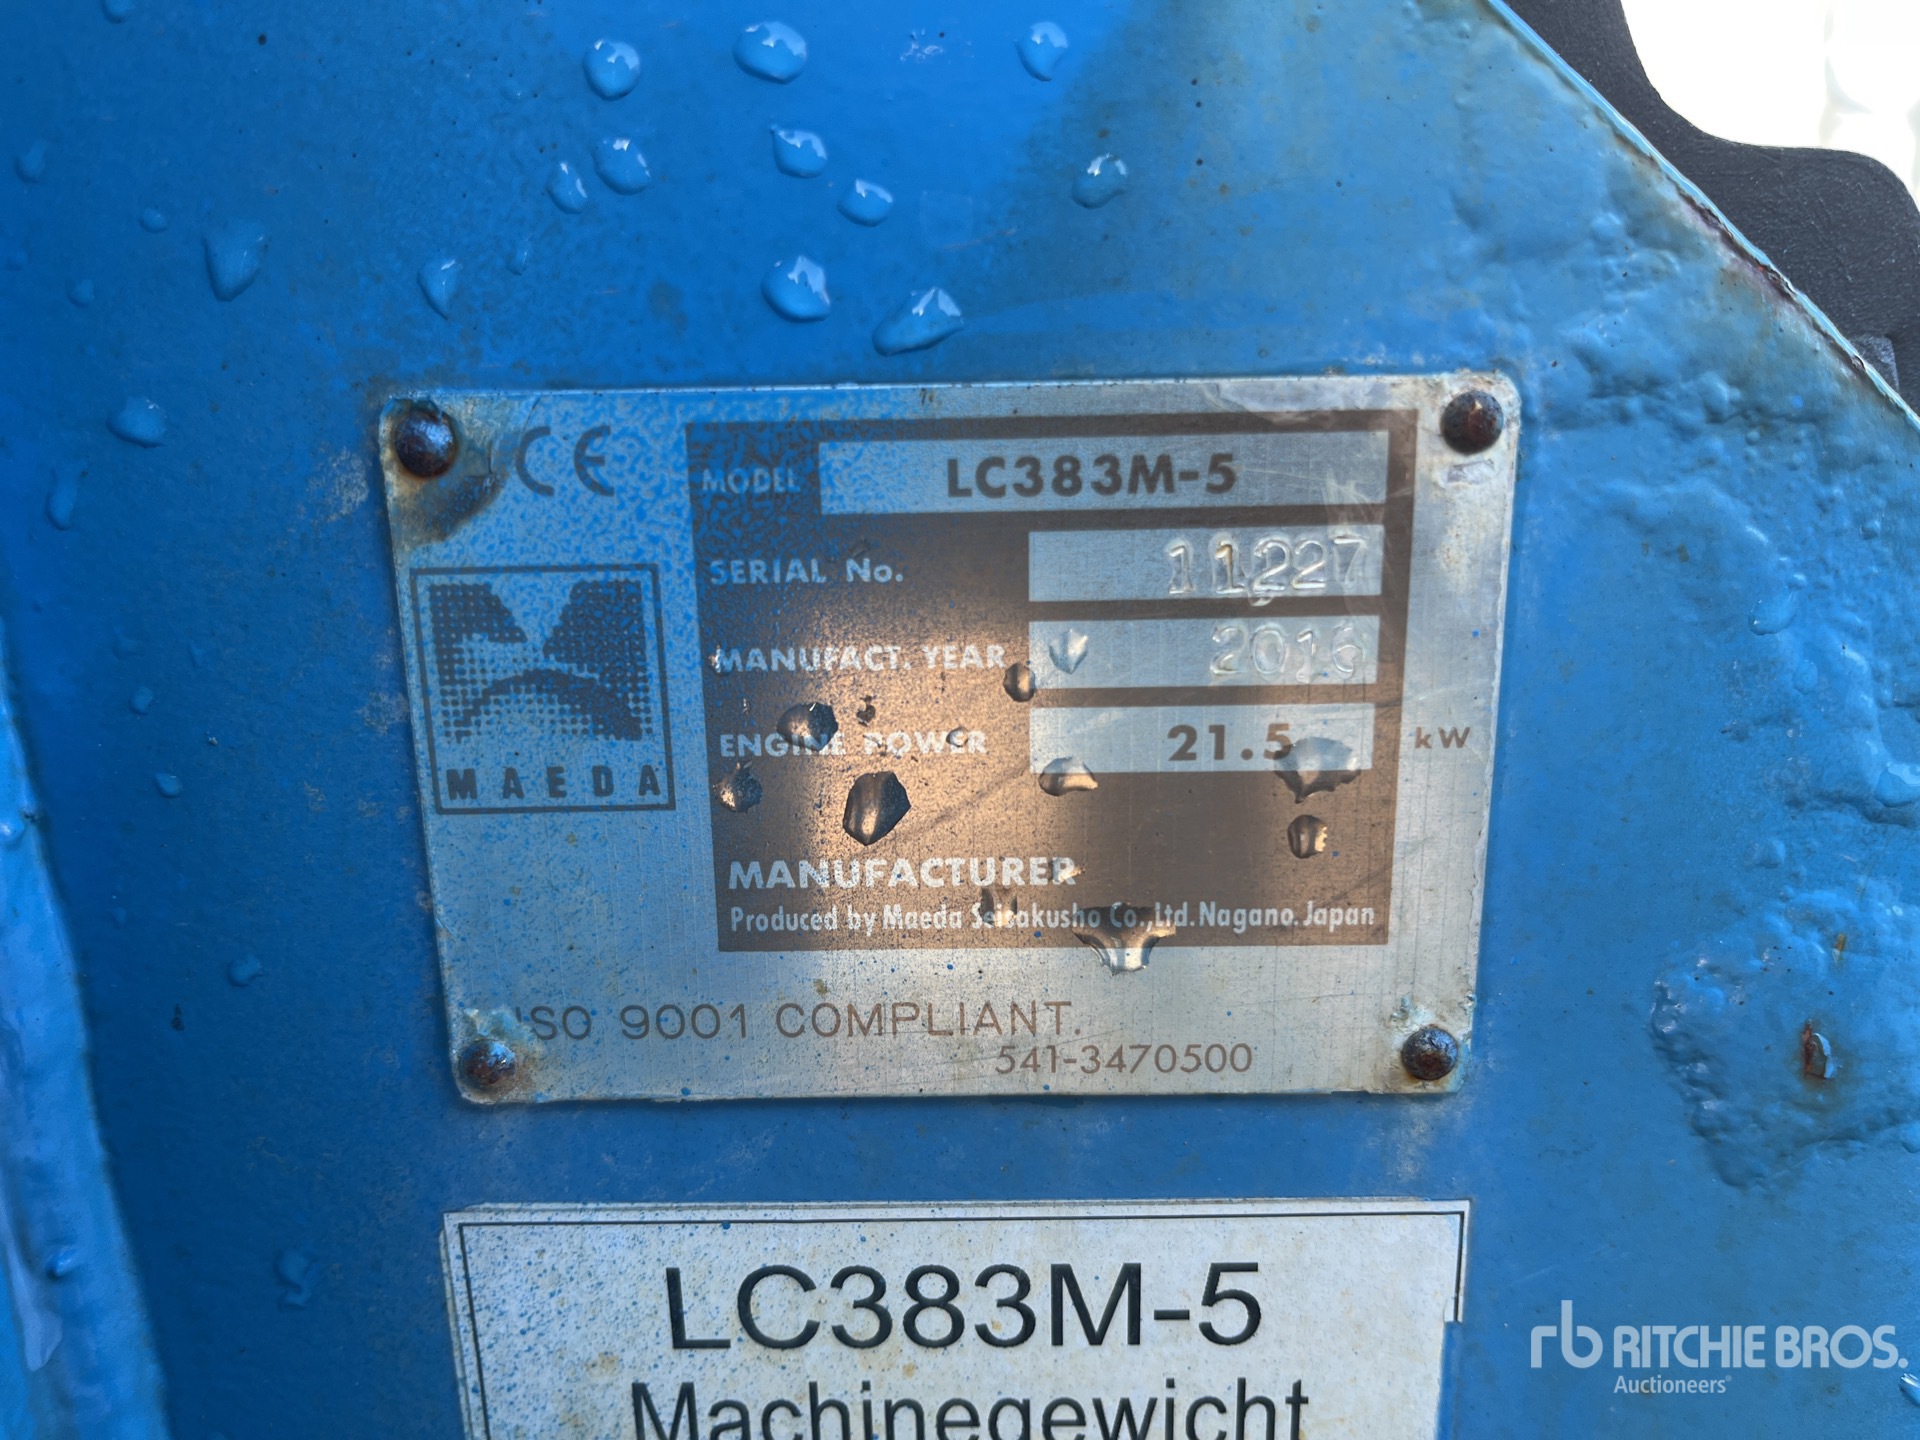 CE
MODEL LC383M-5
SERIAL No. 11227
MANUFACT. YEAR 2016
ENGINE POWER 21.5 kW
MAEDA
MANUFACTURER
Produced by Maeda Seisakusho Co.,Ltd. Nagano. Japan
ISO 9001 COMPLIANT.
541-3470500
LC383M-5
Machinegewicht
rb RITCHIE BROS.
Auctioneers